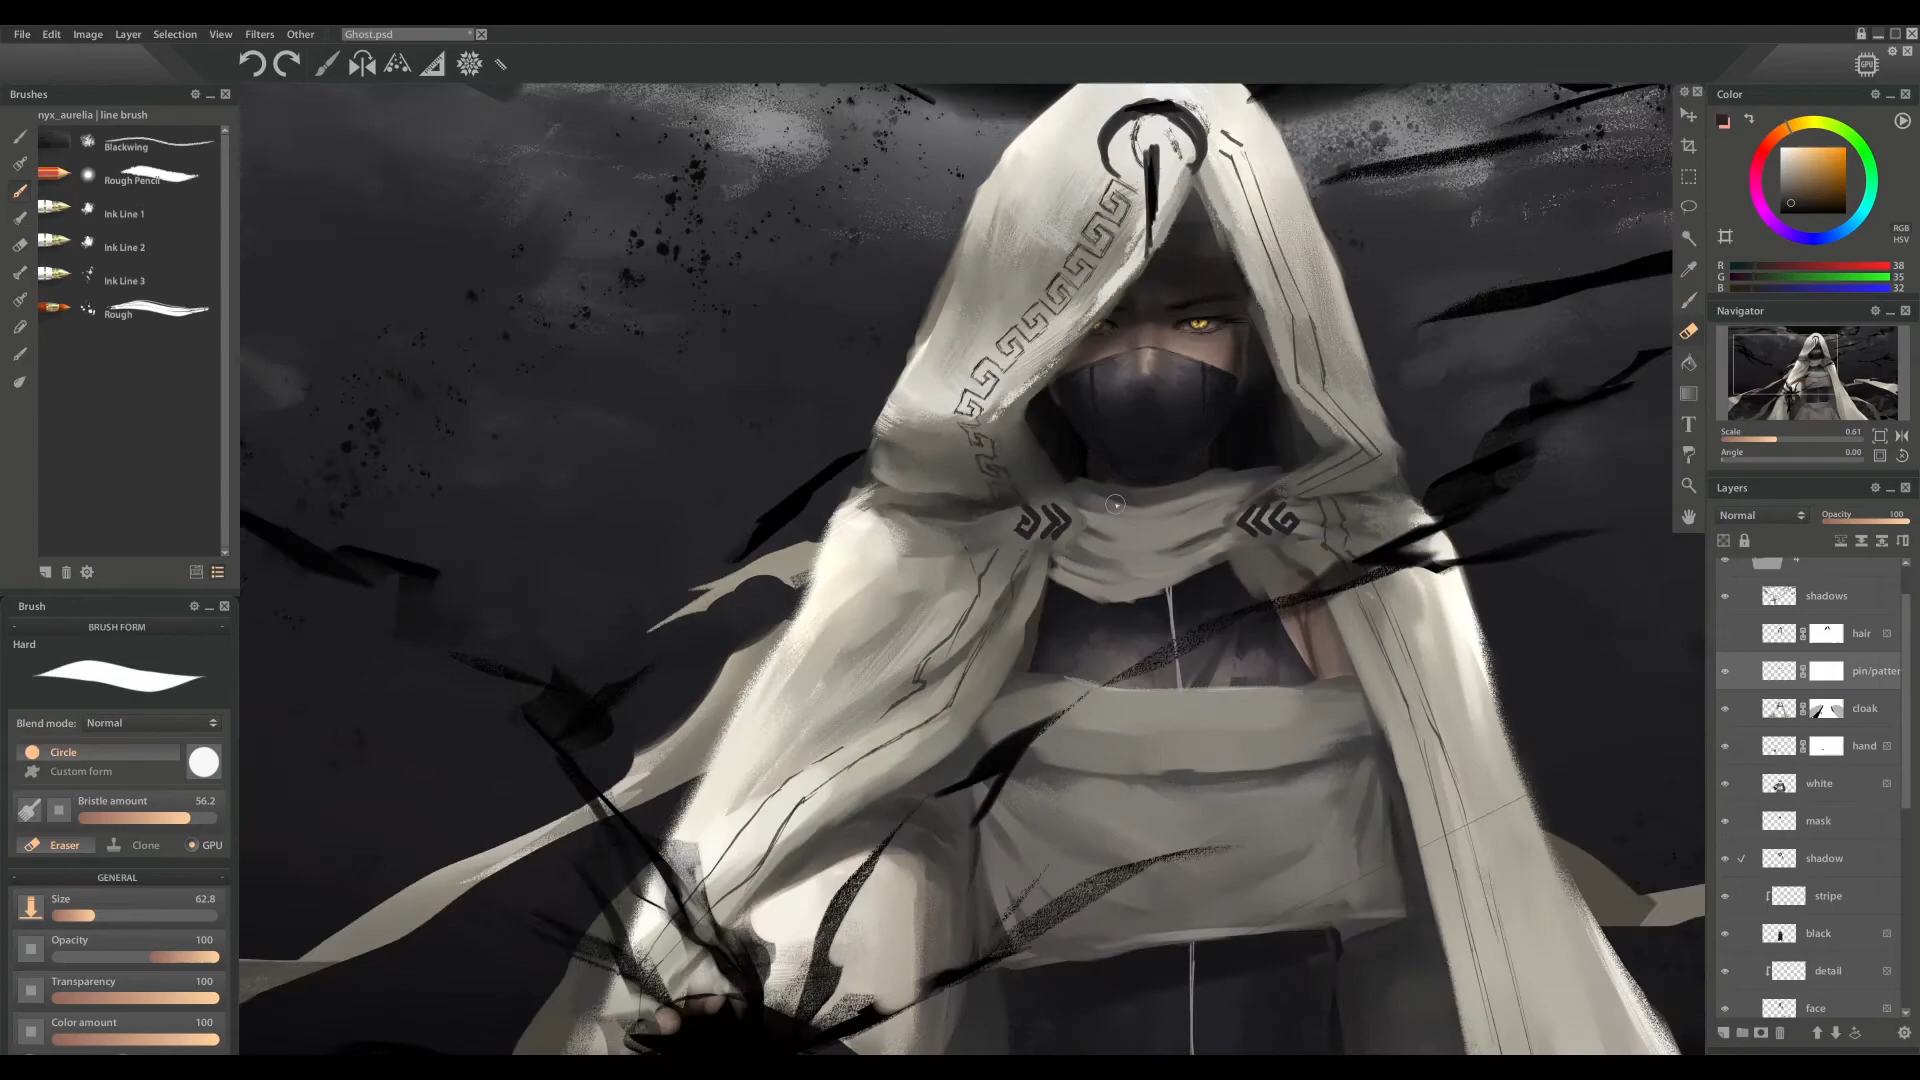 File Edit Image Layer Selection View Filters Other
Ghost.psd *
GPU
Brushes
nyx_aurelia | line brush
Blackwing
Rough Pencil
Ink Line 1
Ink Line 2
Ink Line 3
Rough
Brush
- BRUSH FORM -
Hard
Blend mode: Normal
Circle
Custom form
Bristle amount 56.2
Eraser Clone GPU
- GENERAL -
Size 62.8
Opacity 100
Transparency 100
Color amount 100
T
Color
RGB
HSV
R 38
G 35
B 32
Navigator
Scale 0.61
Angle 0.00
Layers
Normal Opacity 100
shadows
hair
pin/patter
cloak
hand
white
mask
shadow
stripe
black
detail
face